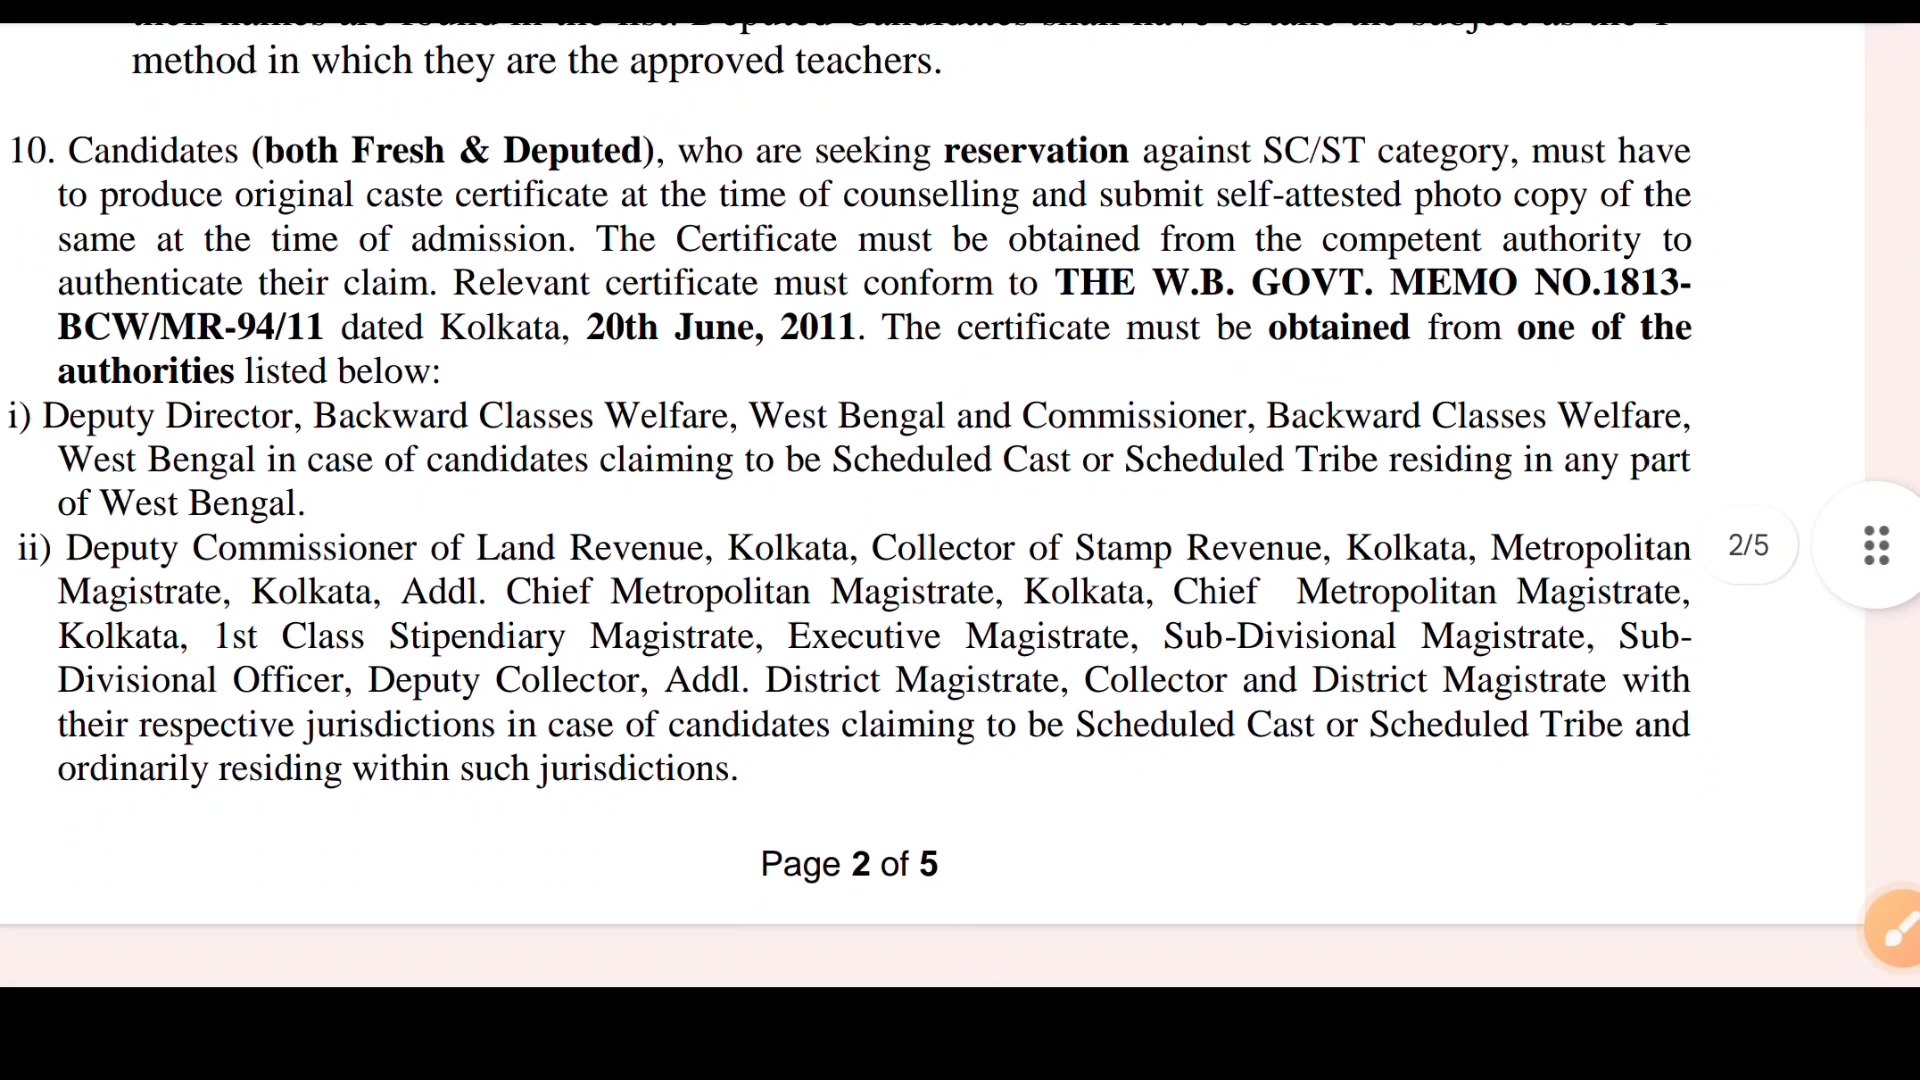 method in which they are the approved teachers.
10. Candidates (both Fresh & Deputed), who are seeking reservation against SC/ST category, must have
to produce original caste certificate at the time of counselling and submit self-attested photo copy of the
same at the time of admission. The Certificate must be obtained from the competent authority to
authenticate their claim. Relevant certificate must conform to THE W.B. GOVT. MEMO NO.1813-
BCW/MR-94/11 dated Kolkata, 20th June, 2011. The certificate must be obtained from one of the
authorities listed below:
i) Deputy Director, Backward Classes Welfare, West Bengal and Commissioner, Backward Classes Welfare,
West Bengal in case of candidates claiming to be Scheduled Cast or Scheduled Tribe residing in any part
of West Bengal.
ii) Deputy Commissioner of Land Revenue, Kolkata, Collector of Stamp Revenue, Kolkata, Metropolitan
Magistrate, Kolkata, Addl. Chief Metropolitan Magistrate, Kolkata, Chief Metropolitan Magistrate,
Kolkata, 1st Class Stipendiary Magistrate, Executive Magistrate, Sub-Divisional Magistrate, Sub-
Divisional Officer, Deputy Collector, Addl. District Magistrate, Collector and District Magistrate with
their respective jurisdictions in case of candidates claiming to be Scheduled Cast or Scheduled Tribe and
ordinarily residing within such jurisdictions.
2/5
Page 2 of 5